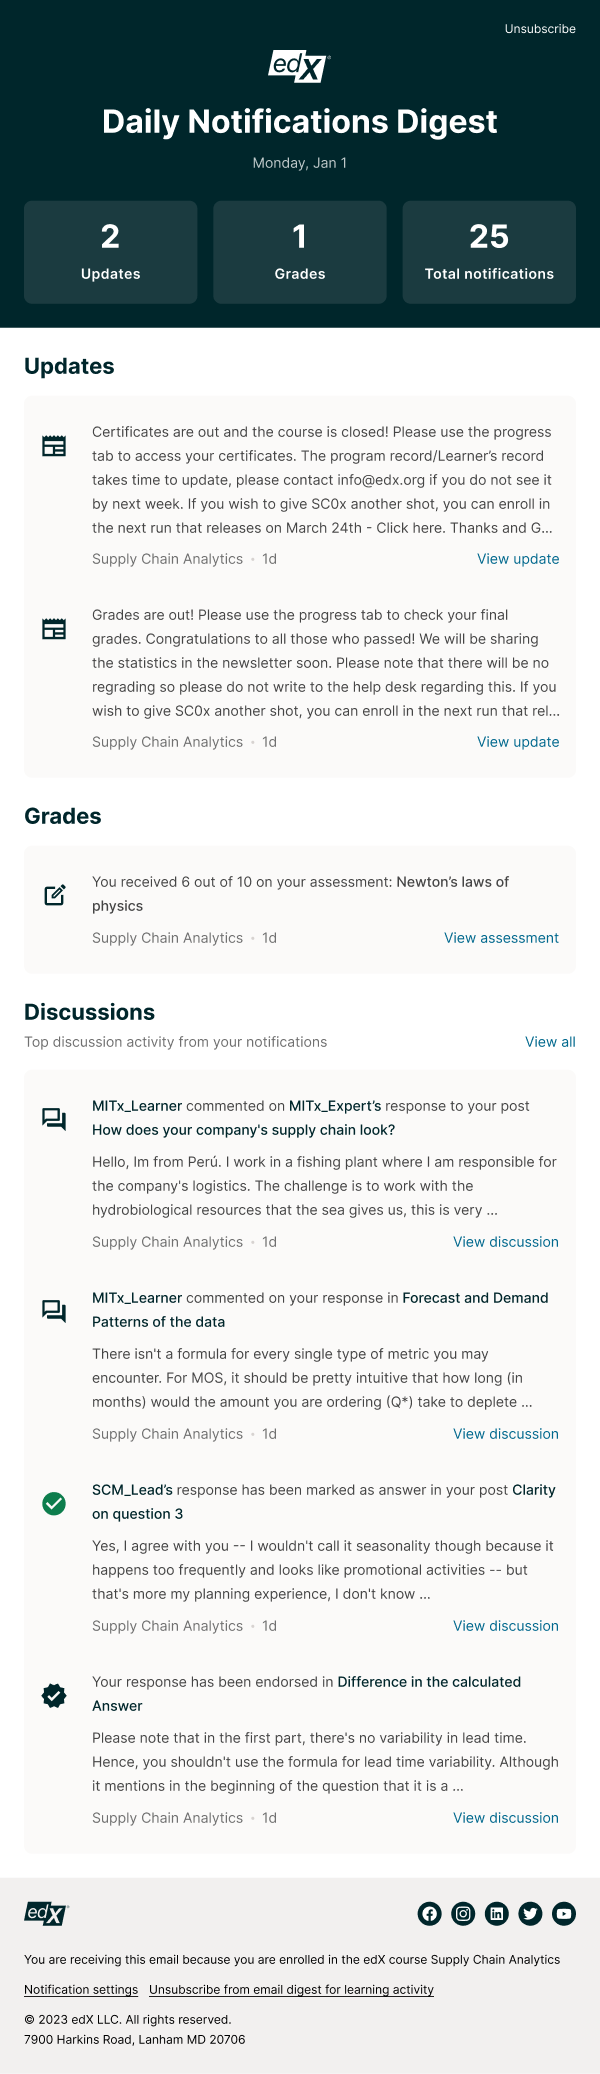 Unsubscribe
edX
Daily Notifications Digest
Monday, Jan 1
2
Updates
1
Grades
25
Total notifications
Updates
Certificates are out and the course is closed! Please use the progress
tab to access your certificates. The program record/Learner’s record
takes time to update, please contact info@edx.org if you do not see it
by next week. If you wish to give SC0x another shot, you can enroll in
the next run that releases on March 24th - Click here. Thanks and G...
Supply Chain Analytics • 1d
View update
Grades are out! Please use the progress tab to check your final
grades. Congratulations to all those who passed! We will be sharing
the statistics in the newsletter soon. Please note that there will be no
regrading so please do not write to the help desk regarding this. If you
wish to give SC0x another shot, you can enroll in the next run that rel...
Supply Chain Analytics • 1d
View update
Grades
You received 6 out of 10 on your assessment: Newton’s laws of
physics
Supply Chain Analytics • 1d
View assessment
Discussions
Top discussion activity from your notifications
View all
MITx_Learner commented on MITx_Expert’s response to your post
How does your company's supply chain look?
Hello, Im from Perú. I work in a fishing plant where I am responsible for
the company's logistics. The challenge is to work with the
hydrobiological resources that the sea gives us, this is very ...
Supply Chain Analytics • 1d
View discussion
MITx_Learner commented on your response in Forecast and Demand
Patterns of the data
There isn't a formula for every single type of metric you may
encounter. For MOS, it should be pretty intuitive that how long (in
months) would the amount you are ordering (Q*) take to deplete ...
Supply Chain Analytics • 1d
View discussion
SCM_Lead’s response has been marked as answer in your post Clarity
on question 3
Yes, I agree with you -- I wouldn't call it seasonality though because it
happens too frequently and looks like promotional activities -- but
that's more my planning experience, I don't know ...
Supply Chain Analytics • 1d
View discussion
Your response has been endorsed in Difference in the calculated
Answer
Please note that in the first part, there's no variability in lead time.
Hence, you shouldn't use the formula for lead time variability. Although
it mentions in the beginning of the question that it is a ...
Supply Chain Analytics • 1d
View discussion
edX
You are receiving this email because you are enrolled in the edX course Supply Chain Analytics
Notification settings Unsubscribe from email digest for learning activity
© 2023 edX LLC. All rights reserved.
7900 Harkins Road, Lanham MD 20706